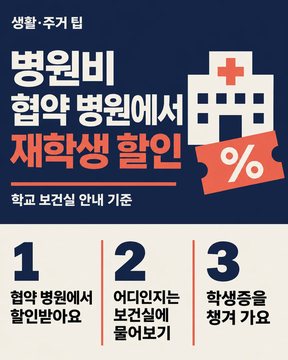 생활·주거 팁
병원비
협약 병원에서
재학생 할인
%
학교 보건실 안내 기준
1
협약 병원에서
할인받아요
2
어디인지는
보건실에
물어보기
3
학생증을
챙겨 가요